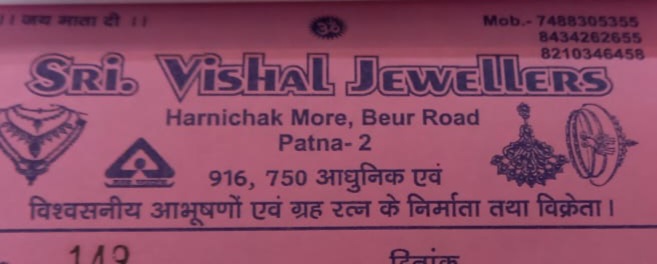 ।। जय माता दी ।।
ॐ
Mob.- 7488305355
8434262655
8210346458
SRI. VISHAL JEWELLERS
Harnichak More, Beur Road
Patna- 2
916, 750 आधुनिक एवं
विश्वसनीय आभूषणों एवं ग्रह रत्न के निर्माता तथा विक्रेता ।
149 दिनांक